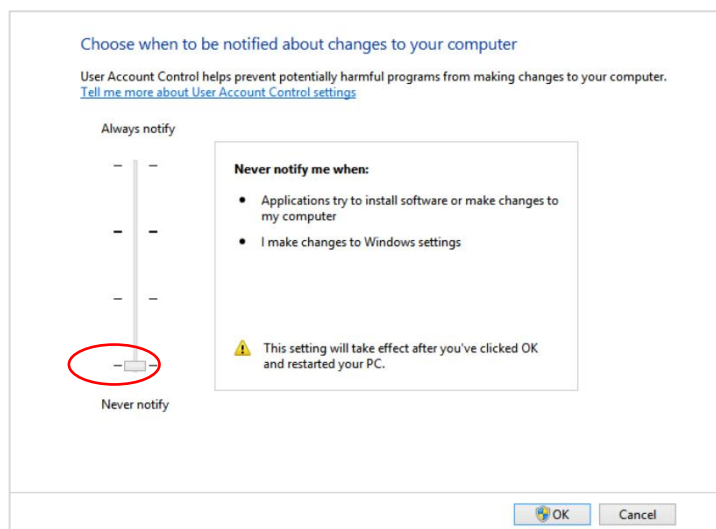 Choose when to be notified about changes to your computer
User Account Control helps prevent potentially harmful programs from making changes to your computer.
Tell me more about User Account Control settings
Always notify
Never notify me when:
Applications try to install software or make changes to
my computer
I make changes to Windows settings
This setting will take effect after you've clicked OK
and restarted your PC.
Never notify
OK
Cancel